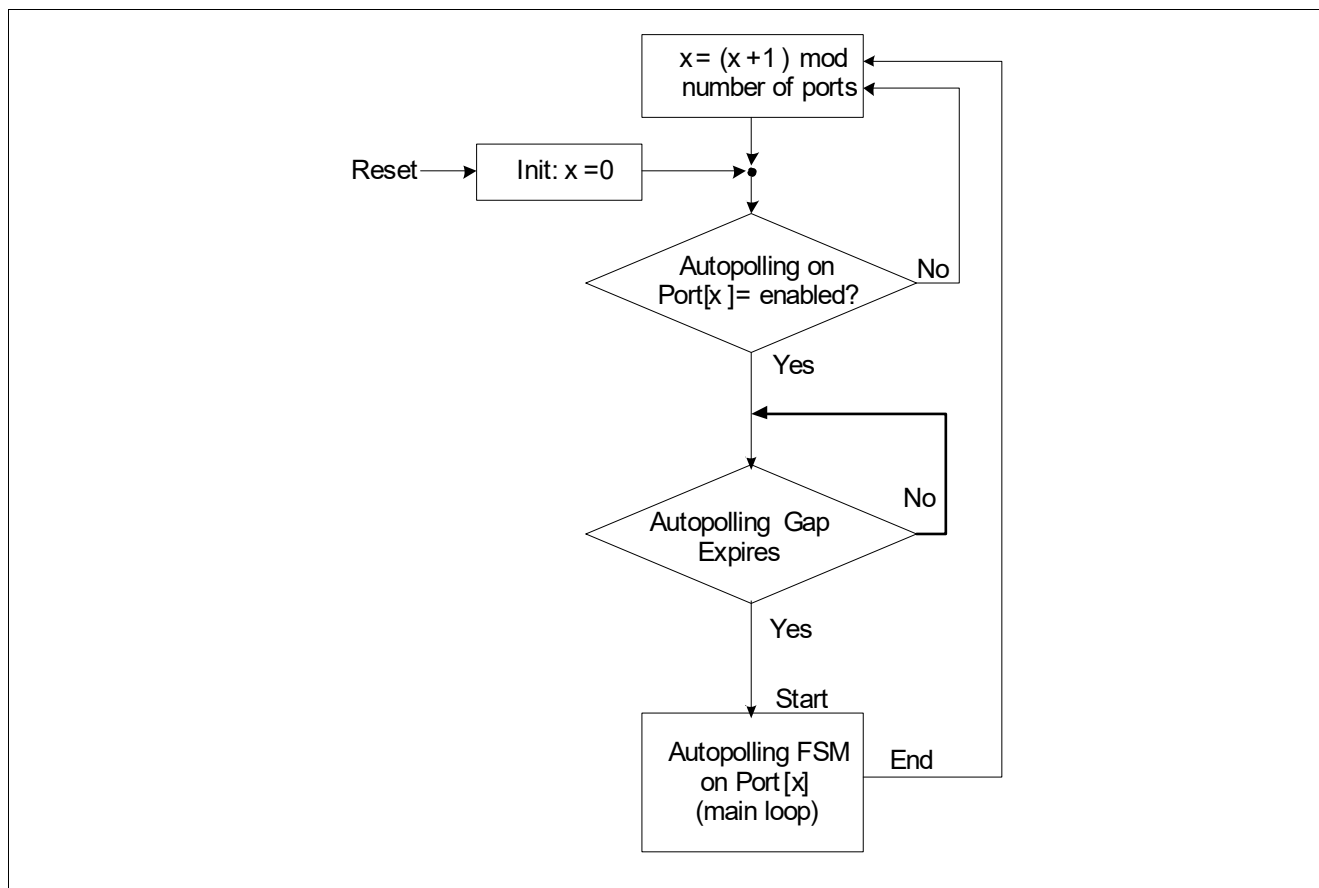 x = (x +1 ) mod
number of ports
Reset
Init: x =0
Autopolling on
Port[x ]= enabled?
No
Yes
No
Autopolling Gap
Expires
Yes
Start
Autopolling FSM
on Port [x]
(main loop)
End